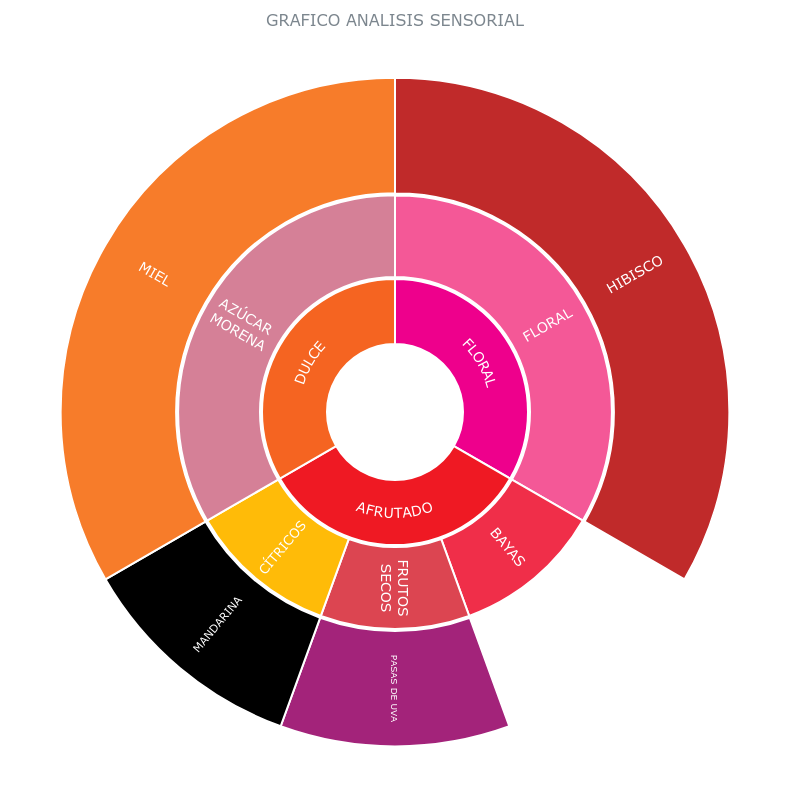 GRAFICO ANALISIS SENSORIAL
HIBISCO
FLORAL
FLORAL
MIEL
AZÚCAR
MORENA
DULCE
AFRUTADO
BAYAS
FRUTOS
SECOS
CÍTRICOS
MANDARINA
PASAS DE UVA